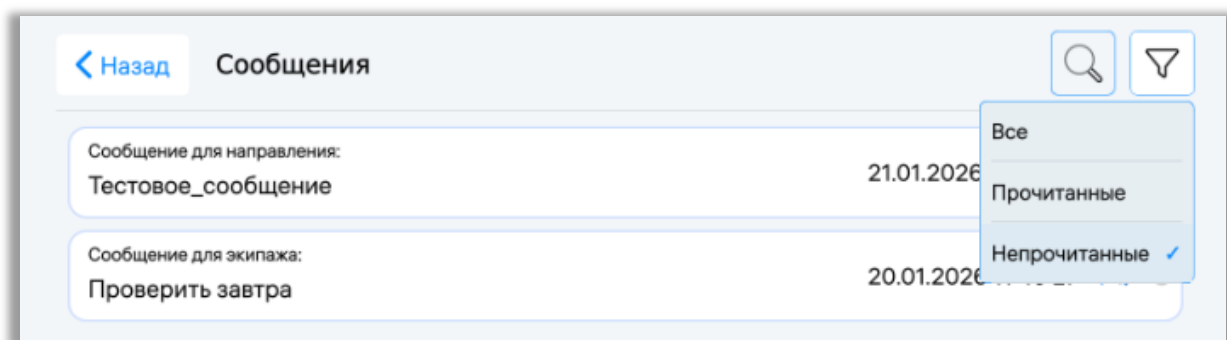 Назад
Сообщения
Все
Прочитанные
Непрочитанные
Сообщение для направления:
Тестовое_сообщение
21.01.2026
Сообщение для экипажа:
Проверить завтра
20.01.2026